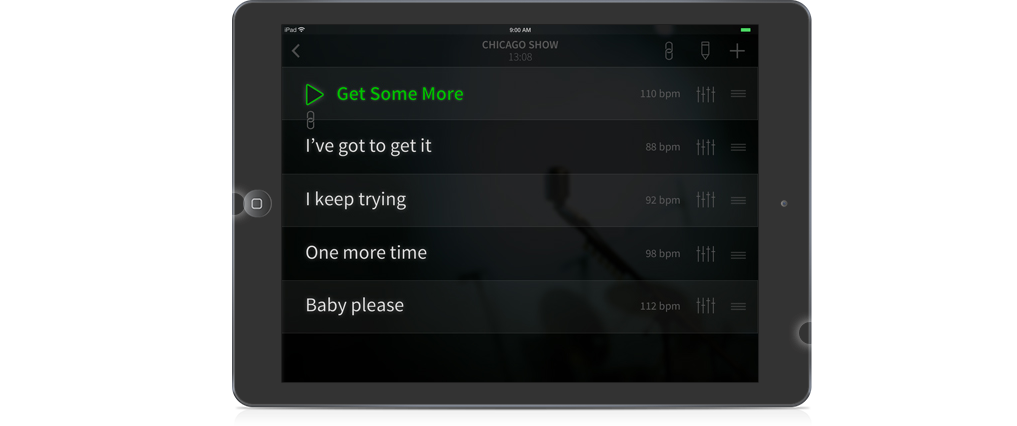 iPad 9:00 AM
CHICAGO SHOW
13:08
Get Some More 110 bpm
I’ve got to get it 88 bpm
I keep trying 92 bpm
One more time 98 bpm
Baby please 112 bpm